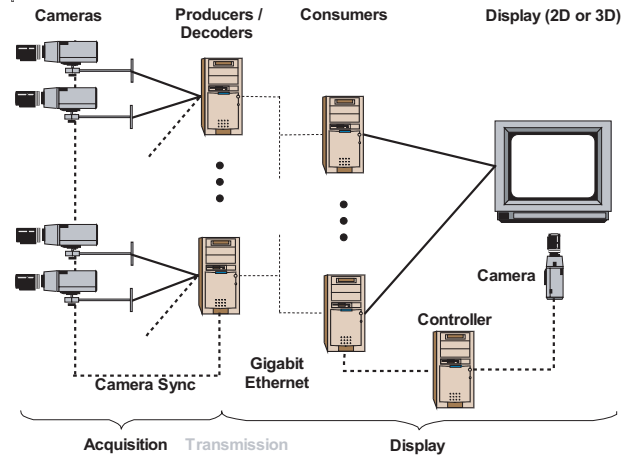 Cameras
Producers /
Decoders
Consumers
Display (2D or 3D)
Camera
Controller
Gigabit
Ethernet
Camera Sync
Acquisition
Transmission
Display